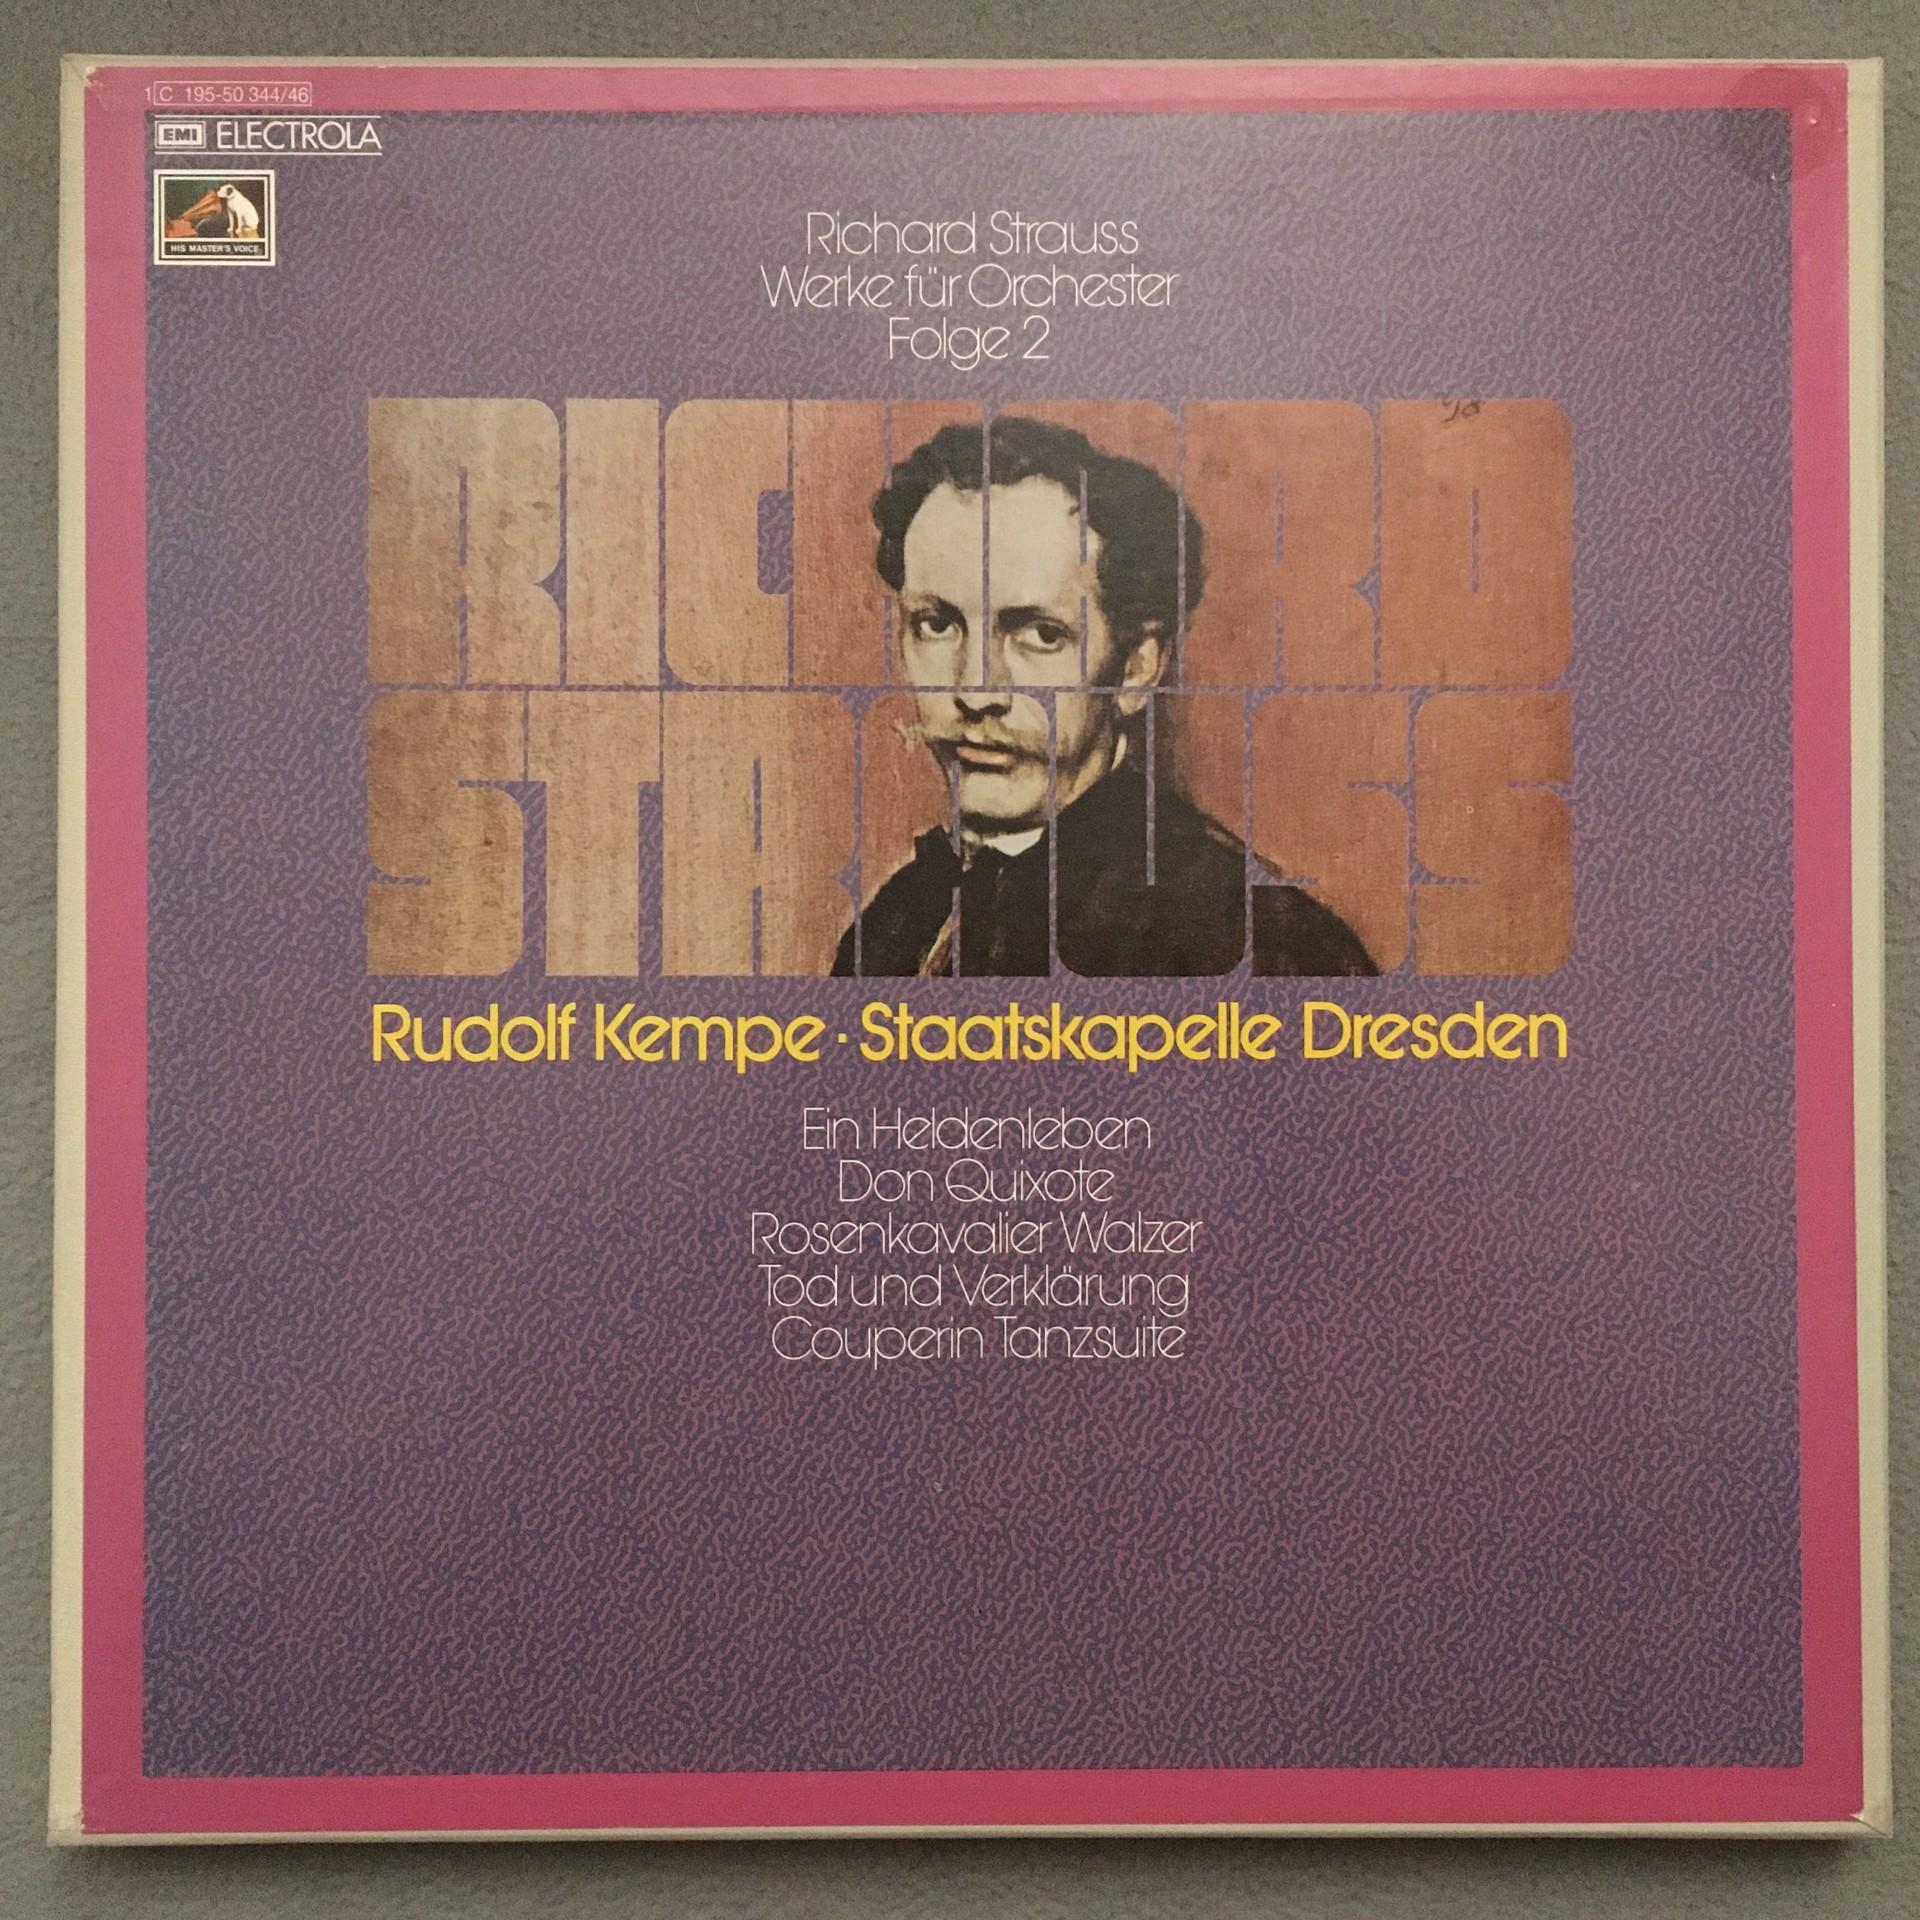 1 C 195-50 344/46
EMI ELECTROLA
HIS MASTER'S VOICE
Richard Strauss
Werke für Orchester
Folge 2
RICHARD
STRAUSS
Rudolf Kempe · Staatskapelle Dresden
Ein Heldenleben
Don Quixote
Rosenkavalier Walzer
Tod und Verklärung
Couperin Tanzsuite